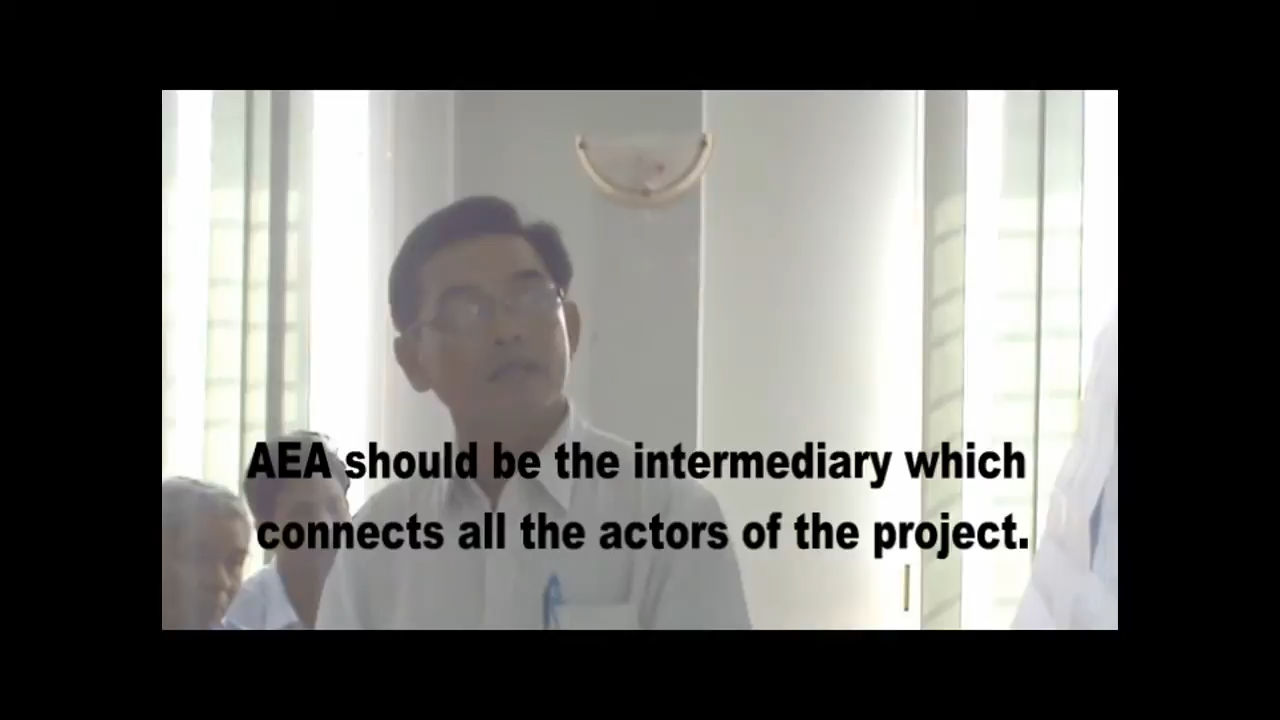 AEA should be the intermediary which
connects all the actors of the project.